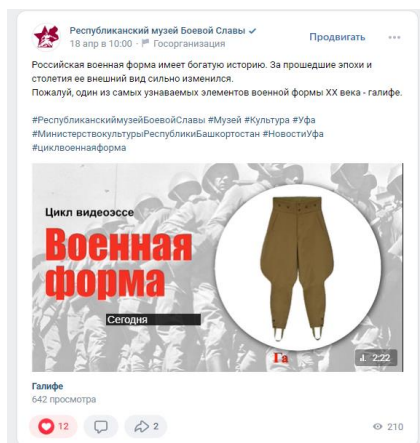 Республиканский музей Боевой Славы
18 апр в 10:00 · Госорганизация
Продвигать
Российская военная форма имеет богатую историю. За прошедшие эпохи и
столетия ее внешний вид сильно изменился.
Пожалуй, один из самых узнаваемых элементов военной формы XX века - галифе.
#РеспубликанскиймузейБоевойСлавы #Музей #Культура #Уфа
#МинистерствокультурыРеспубликиБашкортостан #НовостиУфа
#циклвоеннаяформа
Цикл видеоэссе
Военная
форма
Сегодня
Га
2:22
Галифе
642 просмотра
12
2
210